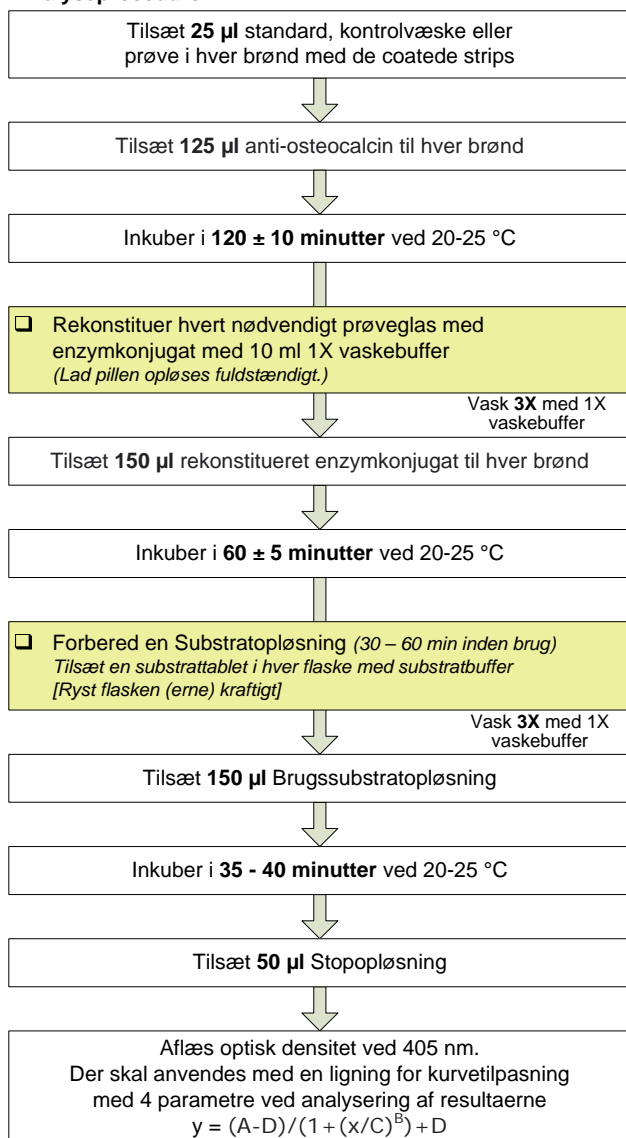 Tilsæt 25 µl standard, kontrolvæske eller
prøve i hver brønd med de coatede strips
Tilsæt 125 µl anti-osteocalcin til hver brønd
Inkuber i 120 ± 10 minutter ved 20-25 °C
❑ Rekonstituer hvert nødvendigt prøveglas med
enzymkonjugat med 10 ml 1X vaskebuffer
(Lad pillen opløses fuldstændigt.)
Vask 3X med 1X
vaskebuffer
Tilsæt 150 µl rekonstitueret enzymkonjugat til hver brønd
Inkuber i 60 ± 5 minutter ved 20-25 °C
❑ Forbered en Substratopløsning (30 – 60 min inden brug)
Tilsæt en substrattablet i hver flaske med substratbuffer
[Ryst flasken (erne) kraftigt]
Vask 3X med 1X
vaskebuffer
Tilsæt 150 µl Brugssubstratopløsning
Inkuber i 35 - 40 minutter ved 20-25 °C
Tilsæt 50 µl Stopopløsning
Aflæs optisk densitet ved 405 nm.
Der skal anvendes med en ligning for kurvetilpasning
med 4 parametre ved analysering af resultaerne
y = (A-D)/(1+(x/C)^B)+D